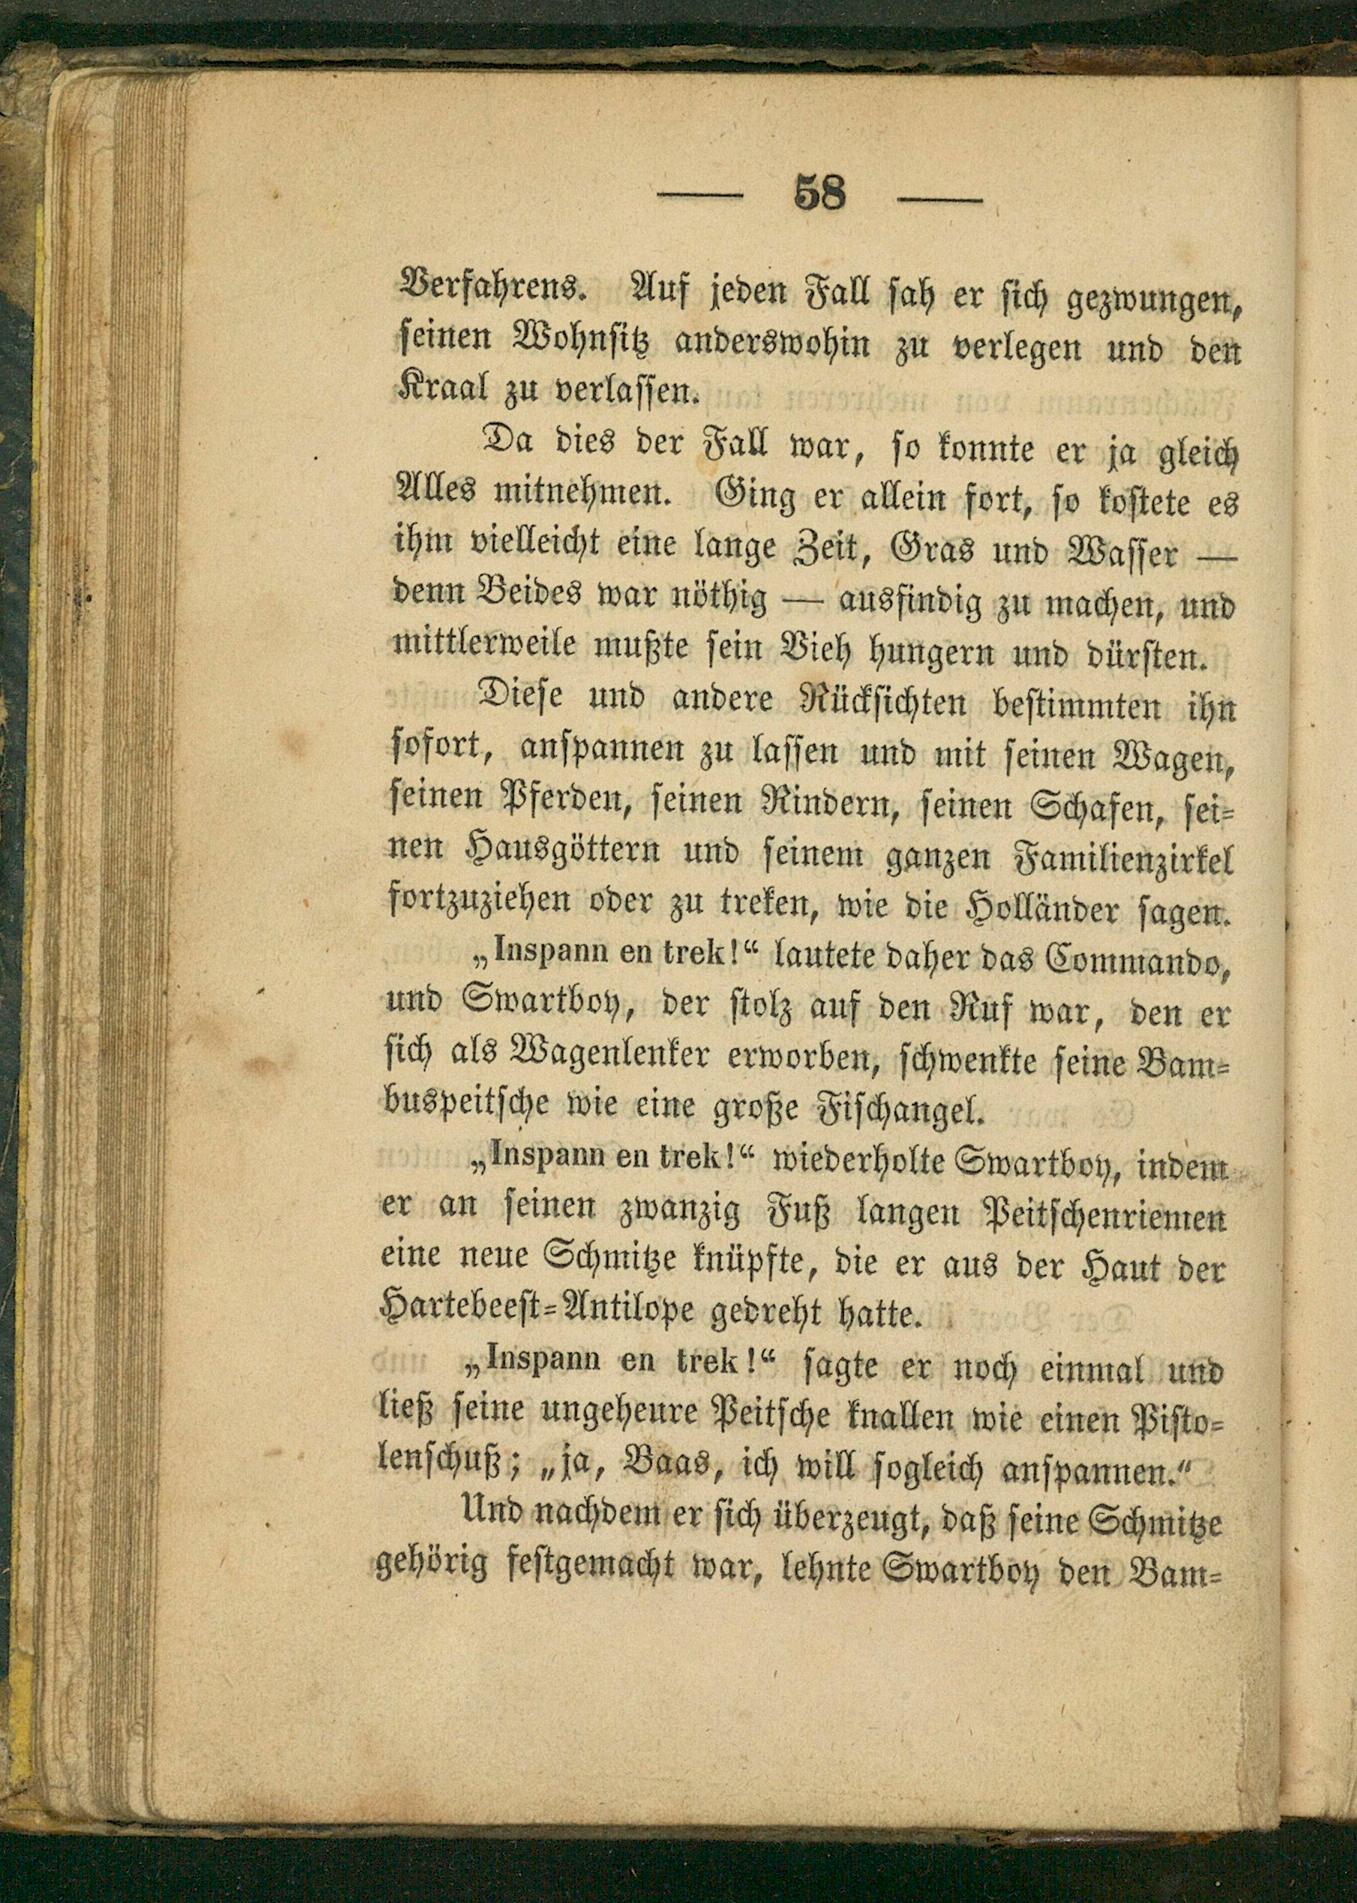 — 58 —
Verfahrens. Auf jeden Fall sah er sich gezwungen,
seinen Wohnsitz anderswohin zu verlegen und den
Kraal zu verlassen.
Da dies der Fall war, so konnte er ja gleich
Alles mitnehmen. Ging er allein fort, so kostete es
ihm vielleicht eine lange Zeit, Gras und Wasser —
denn Beides war nöthig — ausfindig zu machen, und
mittlerweile mußte sein Vieh hungern und dürsten.
Diese und andere Rücksichten bestimmten ihn
sofort, anspannen zu lassen und mit seinen Wagen,
seinen Pferden, seinen Rindern, seinen Schafen, sei-
nen Hausgöttern und seinem ganzen Familienzirkel
fortzuziehen oder zu treken, wie die Holländer sagen.
„Inspann en trek!“ lautete daher das Commando,
und Swartboy, der stolz auf den Ruf war, den er
sich als Wagenlenker erworben, schwenkte seine Bam-
buspeitsche wie eine große Fischangel.
„Inspann en trek!“ wiederholte Swartboy, indem
er an seinen zwanzig Fuß langen Peitschenriemen
eine neue Schmitze knüpfte, die er aus der Haut der
Hartebeest-Antilope gedreht hatte.
„Inspann en trek!“ sagte er noch einmal und
ließ seine ungeheure Peitsche knallen wie einen Pisto-
lenschuß; „ja, Baas, ich will sogleich anspannen.“
Und nachdem er sich überzeugt, daß seine Schmitze
gehörig festgemacht war, lehnte Swartboy den Bam-